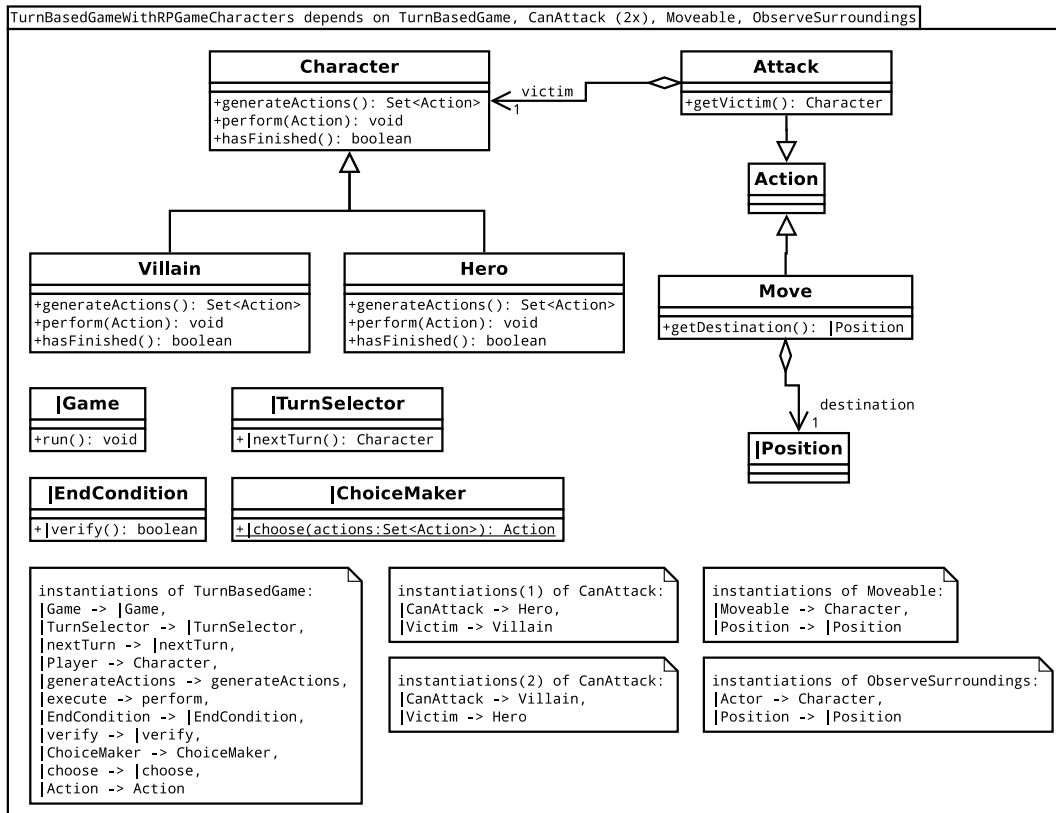 TurnBasedGameWithRPGameCharacters depends on TurnBasedGame, CanAttack (2x), Moveable, ObserveSurroundings
Character
+generateActions(): Set<Action>
+perform(Action): void
+hasFinished(): boolean
victim
1
Attack
+getVictim(): Character
Action
Villain
+generateActions(): Set<Action>
+perform(Action): void
+hasFinished(): boolean
Hero
+generateActions(): Set<Action>
+perform(Action): void
+hasFinished(): boolean
Move
+getDestination(): |Position
destination
1
|Position
|Game
+run(): void
|TurnSelector
+|nextTurn(): Character
|EndCondition
+|verify(): boolean
|ChoiceMaker
+|choose(actions:Set<Action>): Action
instantiations of TurnBasedGame:
|Game -> |Game,
|TurnSelector -> |TurnSelector,
|nextTurn -> |nextTurn,
|Player -> Character,
|generateActions -> generateActions,
|execute -> perform,
|EndCondition -> |EndCondition,
|verify -> |verify,
|ChoiceMaker -> ChoiceMaker,
|choose -> |choose,
|Action -> Action
instantiations(1) of CanAttack:
|CanAttack -> Hero,
|Victim -> Villain
instantiations(2) of CanAttack:
|CanAttack -> Villain,
|Victim -> Hero
instantiations of Moveable:
|Moveable -> Character,
|Position -> |Position
instantiations of ObserveSurroundings:
|Actor -> Character,
|Position -> |Position